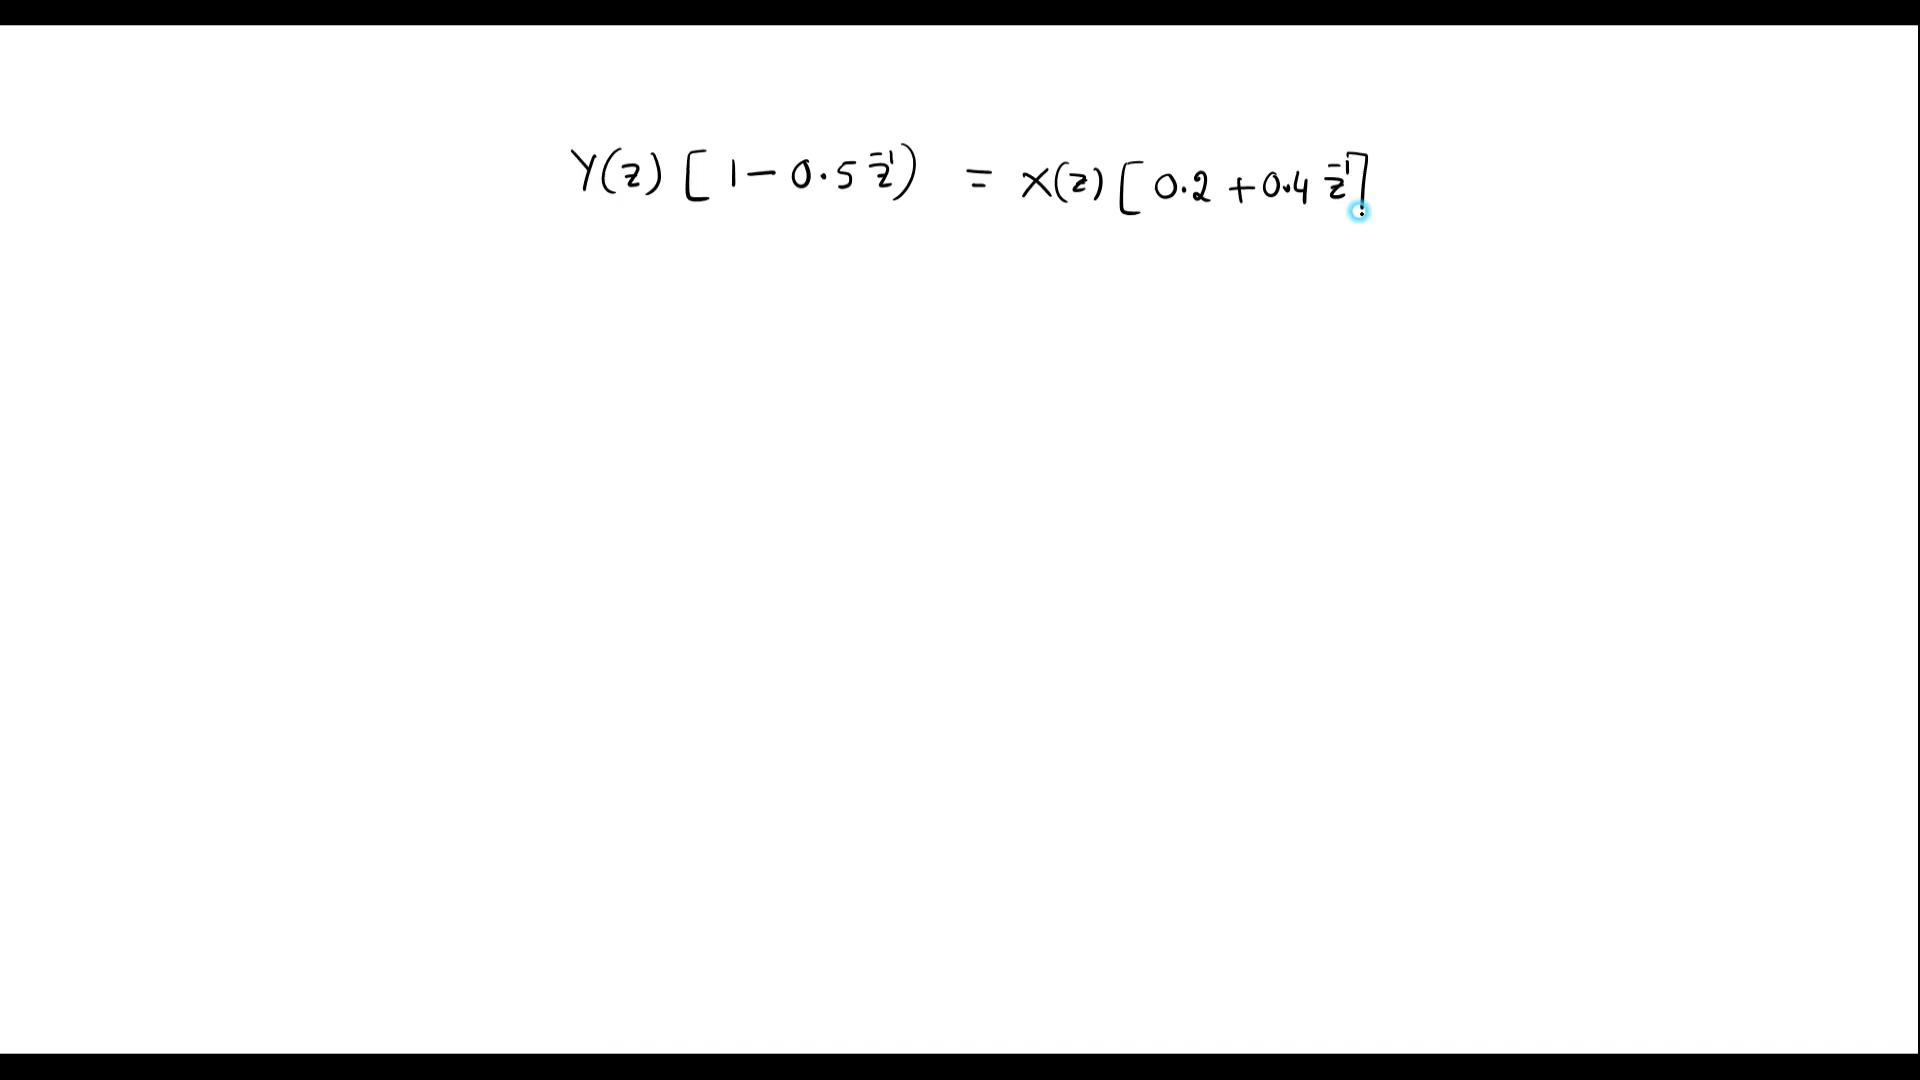 Y(z) [ 1 - 0.5 z⁻¹ ) = X(z) [ 0.2 + 0.4 z⁻¹ ]